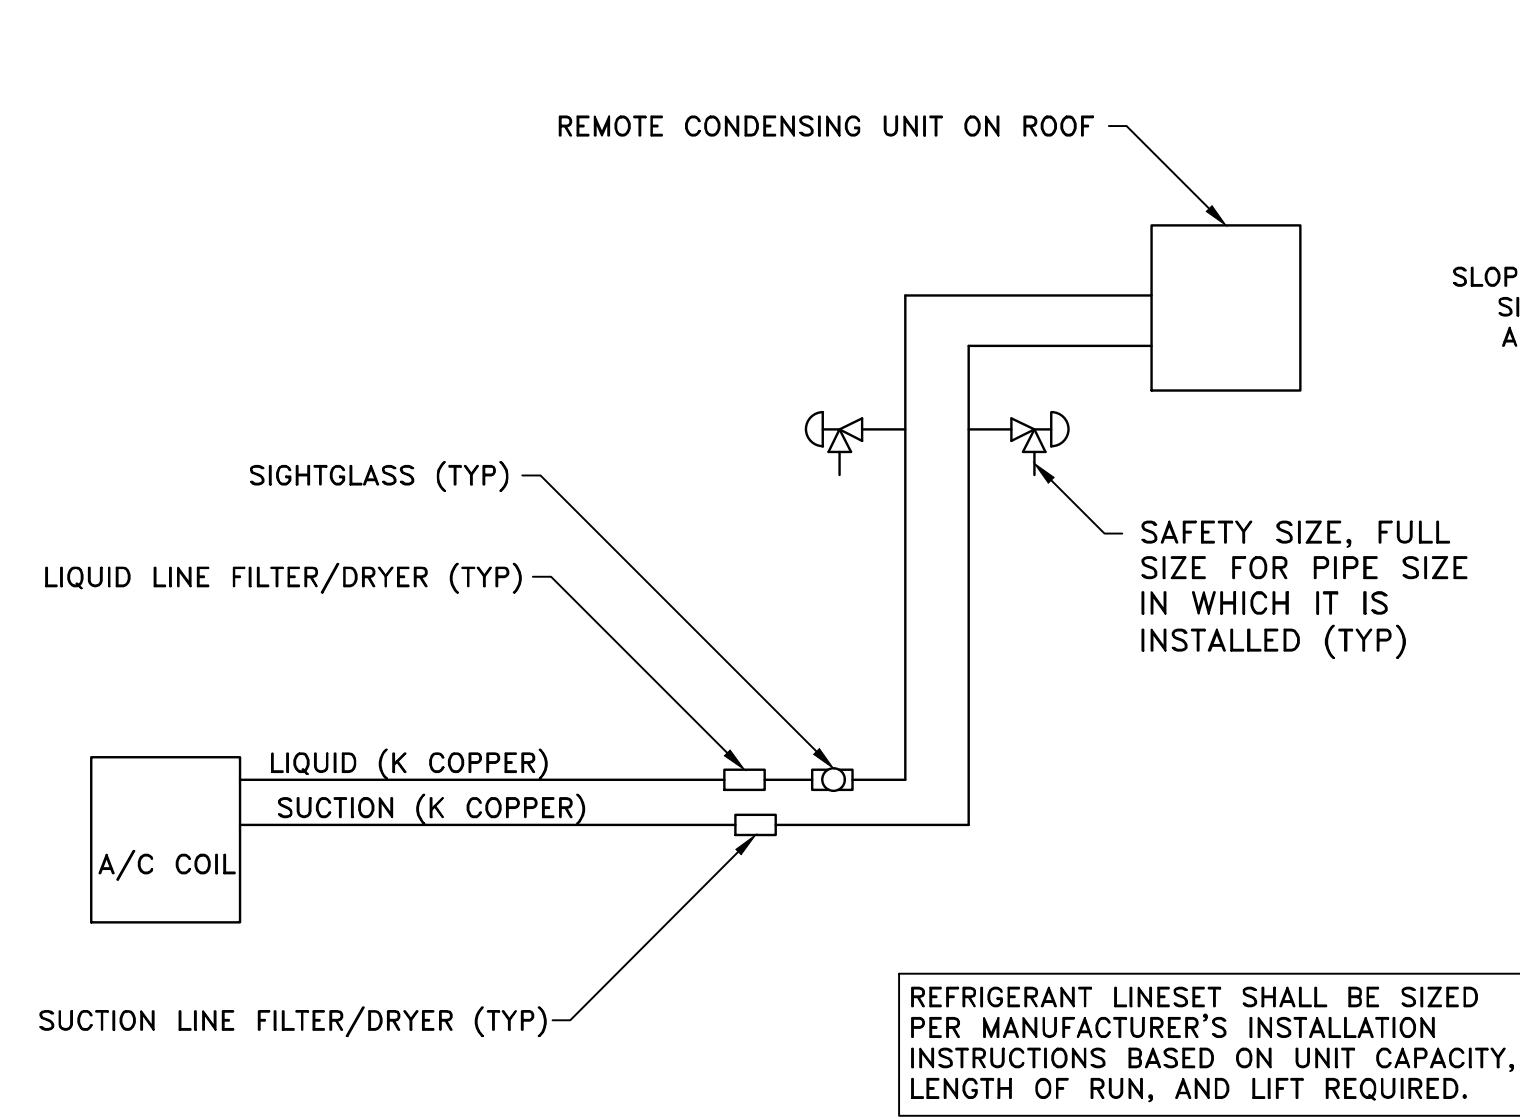 REMOTE CONDENSING UNIT ON ROOF
SLOP
SI
A
SIGHTGLASS (TYP)
LIQUID LINE FILTER/DRYER (TYP)
SAFETY SIZE, FULL
SIZE FOR PIPE SIZE
IN WHICH IT IS
INSTALLED (TYP)
LIQUID (K COPPER)
SUCTION (K COPPER)
A/C COIL
SUCTION LINE FILTER/DRYER (TYP)
REFRIGERANT LINESET SHALL BE SIZED
PER MANUFACTURER'S INSTALLATION
INSTRUCTIONS BASED ON UNIT CAPACITY,
LENGTH OF RUN, AND LIFT REQUIRED.